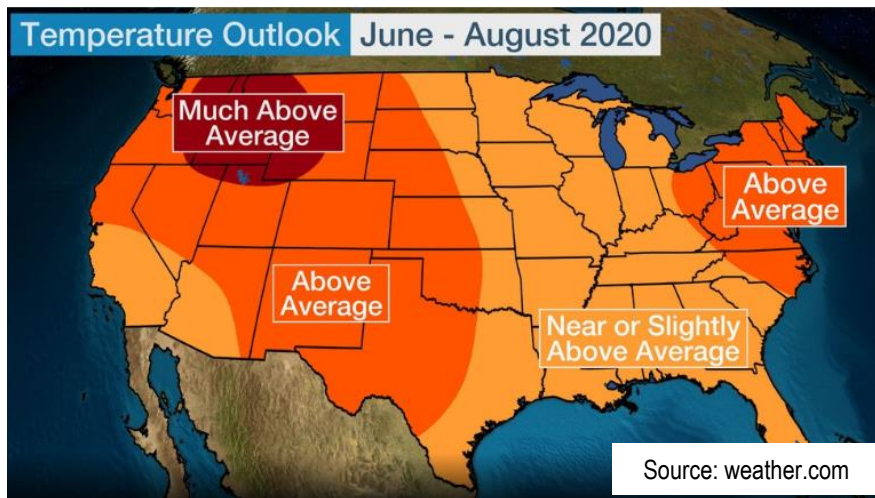 Temperature Outlook June - August 2020
Much Above
Average
Above
Average
Above
Average
Near or Slightly
Above Average
Source: weather.com